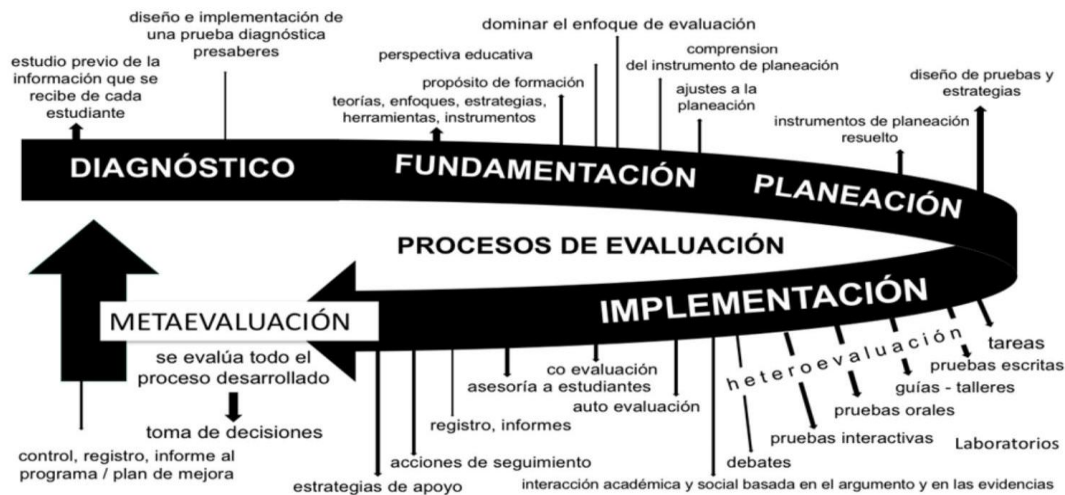 diseño e implementación de
una prueba diagnóstica
presaberes
estudio previo de la
información que se
recibe de cada
estudiante
dominar el enfoque de evaluación
perspectiva educativa
propósito de formación
teorías, enfoques, estrategias,
herramientas, instrumentos
comprension
del instrumento de planeación
ajustes a la
planeación
diseño de pruebas y
estrategias
instrumentos de planeación
resuelto
DIAGNÓSTICO
FUNDAMENTACIÓN
PLANEACIÓN
PROCESOS DE EVALUACIÓN
IMPLEMENTACIÓN
METAEVALUACIÓN
se evalúa todo el
proceso desarrollado
toma de decisiones
control, registro, informe al
programa / plan de mejora
estrategias de apoyo
acciones de seguimiento
registro, informes
asesoría a estudiantes
co evaluación
auto evaluación
interacción académica y social basada en el argumento y en las evidencias
debates
heteroevaluación
pruebas interactivas
pruebas orales
guías - talleres
pruebas escritas
tareas
Laboratorios